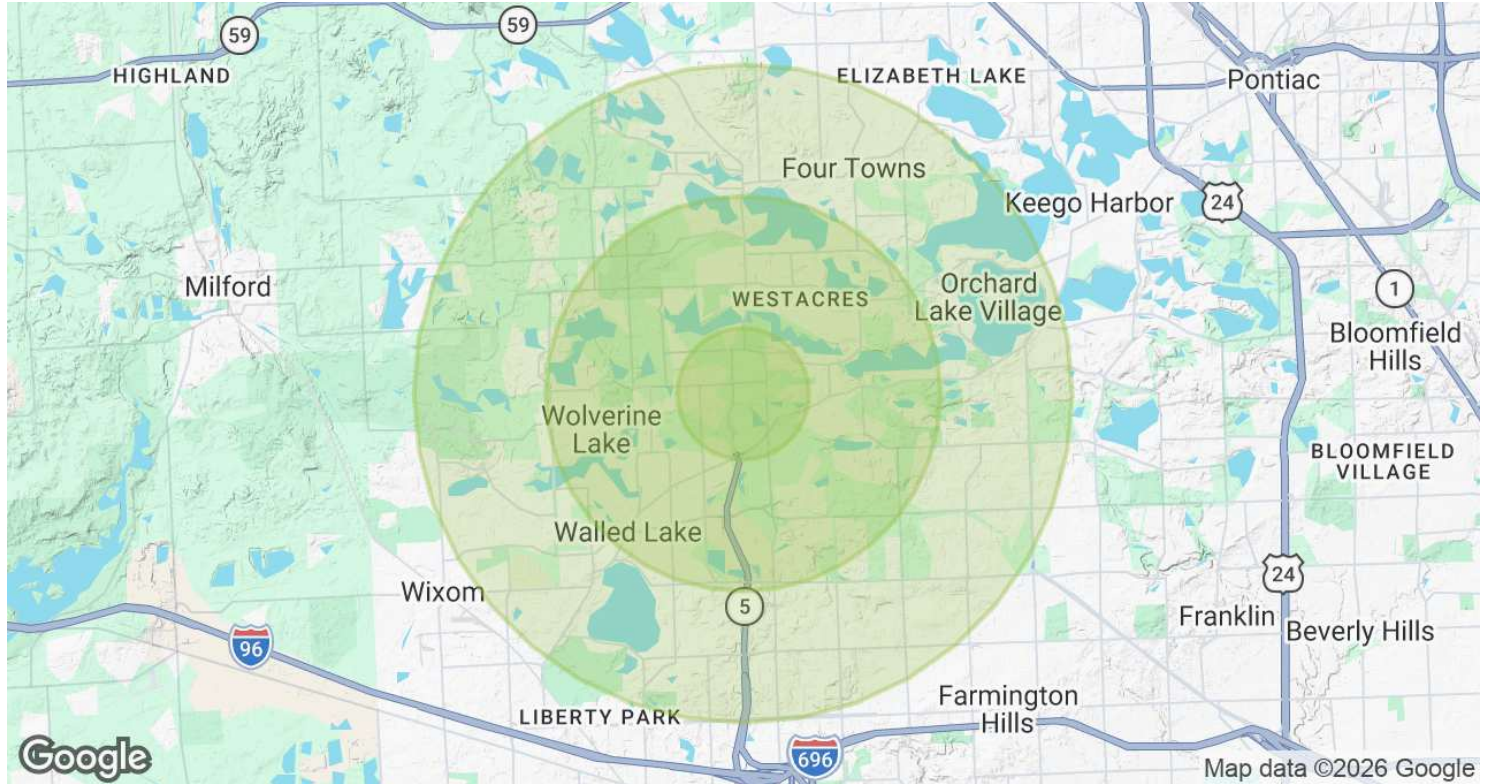 59
59
HIGHLAND
ELIZABETH LAKE
Pontiac
Four Towns
Keego Harbor
24
Milford
WESTACRES
Orchard
Lake Village
1
Bloomfield
Hills
Wolverine
Lake
BLOOMFIELD
VILLAGE
Walled Lake
Wixom
5
24
Franklin
Beverly Hills
96
LIBERTY PARK
Farmington
Hills
696
Google
Map data ©2026 Google